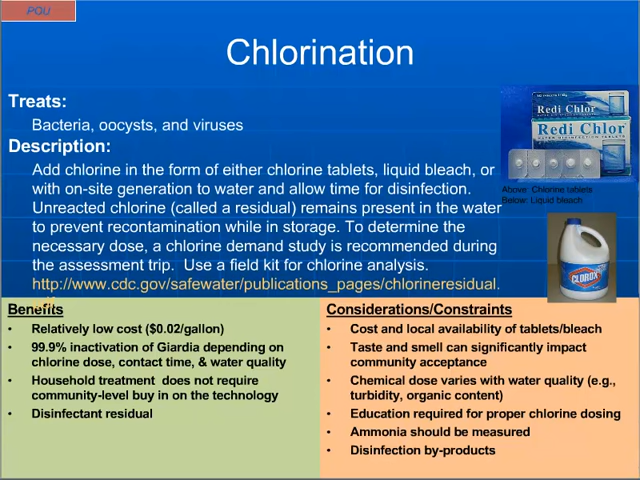 POU
Chlorination
Treats:
Bacteria, oocysts, and viruses
Description:
Add chlorine in the form of either chlorine tablets, liquid bleach, or
with on-site generation to water and allow time for disinfection.
Unreacted chlorine (called a residual) remains present in the water
to prevent recontamination while in storage. To determine the
necessary dose, a chlorine demand study is recommended during
the assessment trip. Use a field kit for chlorine analysis.
http://www.cdc.gov/safewater/publications_pages/chlorineresidual.
Redi Chlor
Redi Chlor
Above: Chlorine tablets
Below: Liquid bleach
CLOROX
Benefits
• Relatively low cost ($0.02/gallon)
• 99.9% inactivation of Giardia depending on
chlorine dose, contact time, & water quality
• Household treatment does not require
community-level buy in on the technology
• Disinfectant residual
Considerations/Constraints
• Cost and local availability of tablets/bleach
• Taste and smell can significantly impact
community acceptance
• Chemical dose varies with water quality (e.g.,
turbidity, organic content)
• Education required for proper chlorine dosing
• Ammonia should be measured
• Disinfection by-products